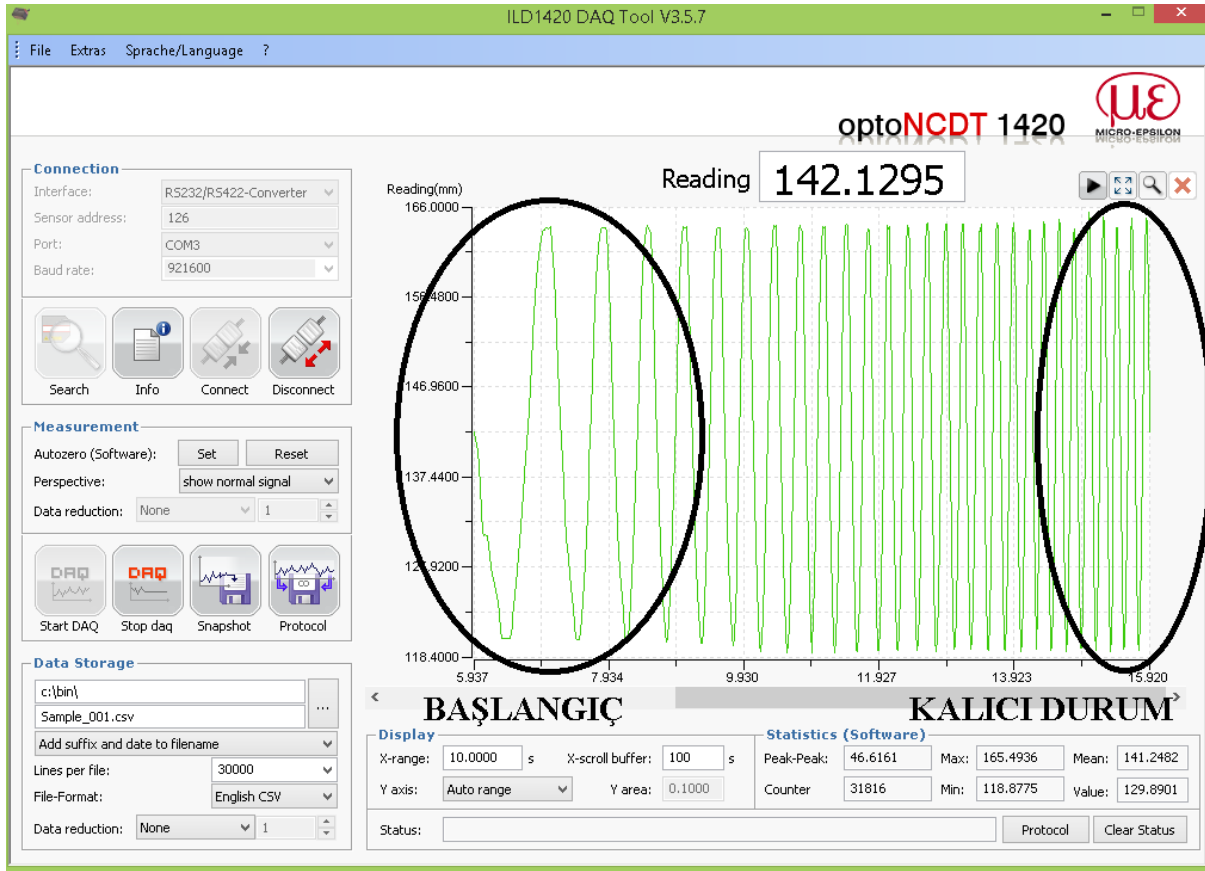 ILD1420 DAQ Tool V3.5.7
File Extras Sprache/Language ?
optoNCDT 1420
με
MICRO-EPSILON
Connection
Interface: RS232/RS422-Converter
Sensor address: 126
Port: COM3
Baud rate: 921600
Search Info Connect Disconnect
Measurement
Autozero (Software): Set Reset
Perspective: show normal signal
Data reduction: None 1
DAQ DAQ
Start DAQ Stop daq Snapshot Protocol
Data Storage
c:\bin\
...
Sample_001.csv
Add suffix and date to filename
Lines per file: 30000
File-Format: English CSV
Data reduction: None 1
Reading 142.1295
Reading(mm)
166.0000
156.4800
146.9600
137.4400
127.9200
118.4000
5.937 7.934 9.930 11.927 13.923 15.920
BAŞLANGIÇ KALICI DURUM
Display
X-range: 10.0000 s X-scroll buffer: 100 s
Y axis: Auto range Y area: 0.1000
Statistics (Software)
Peak-Peak: 46.6161 Max: 165.4936 Mean: 141.2482
Counter 31816 Min: 118.8775 Value: 129.8901
Status: Protocol Clear Status